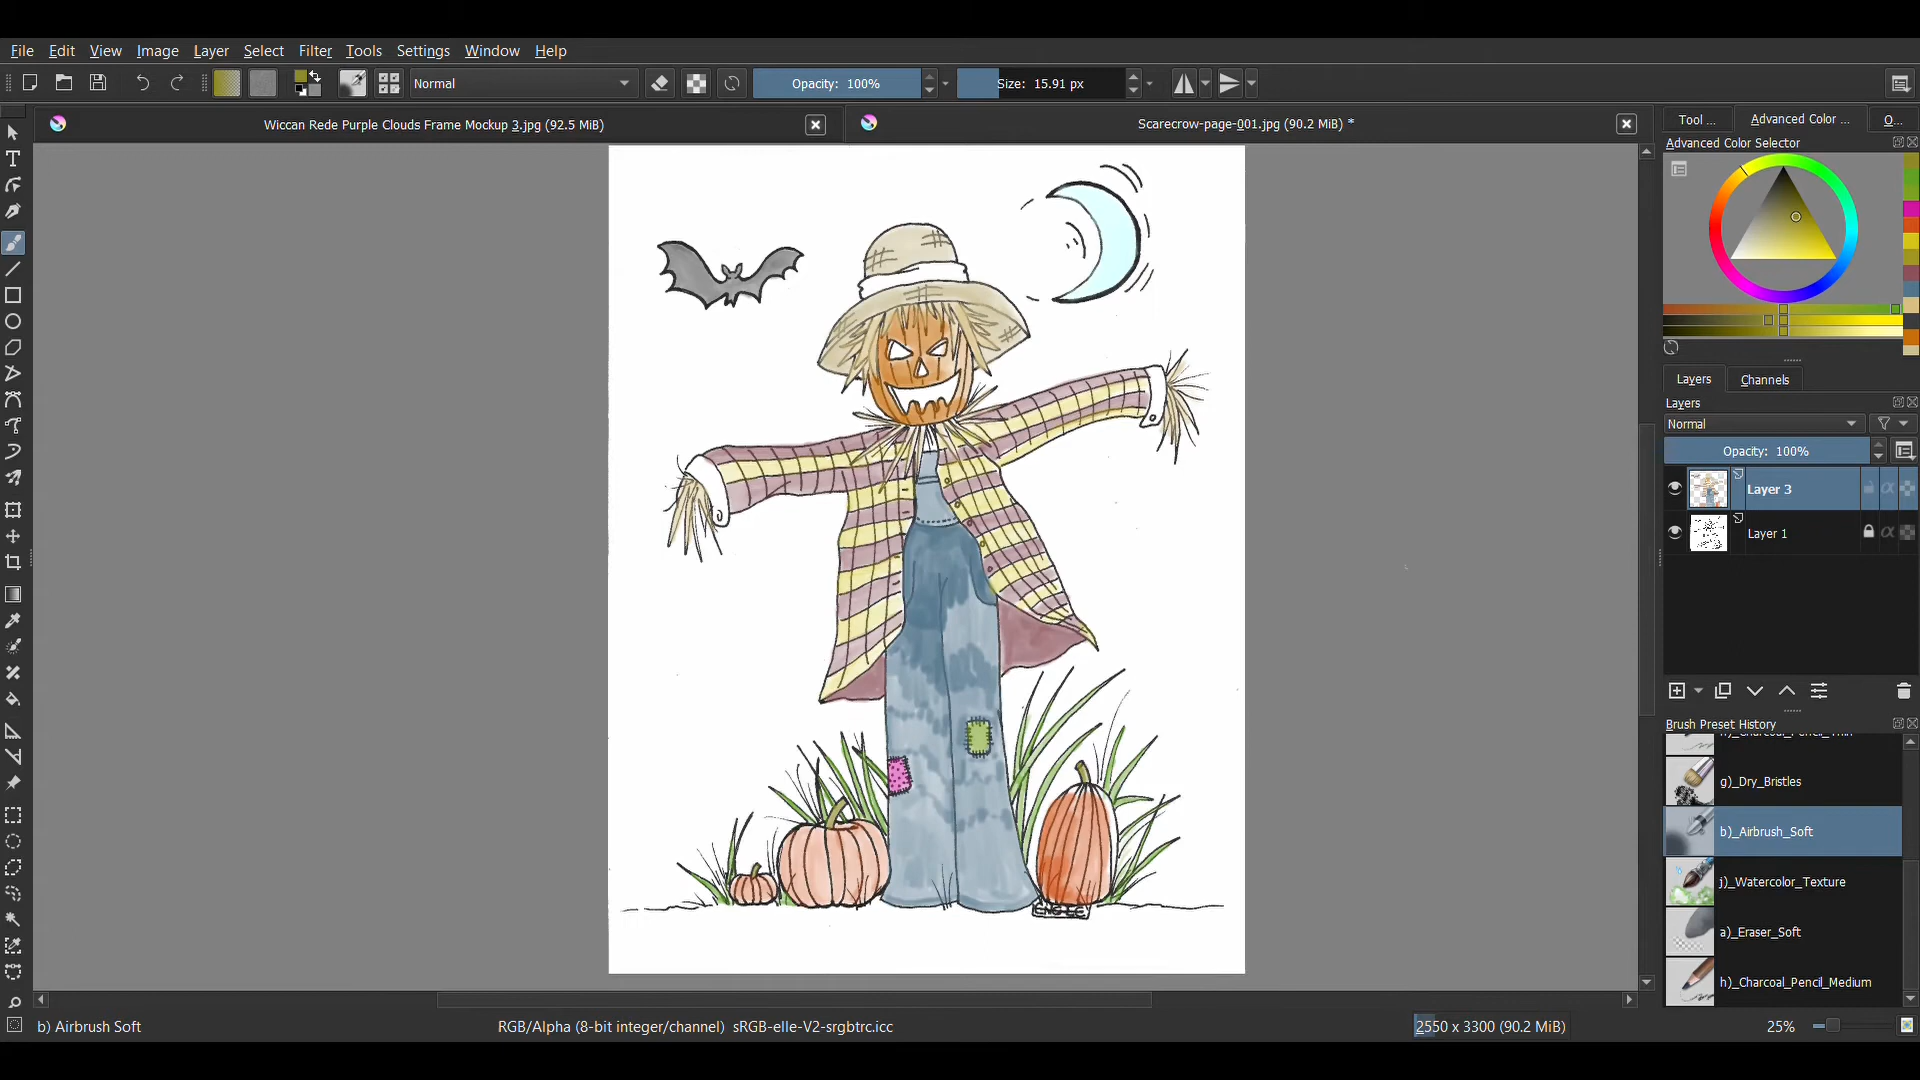 File Edit View Image Layer Select Filter Tools Settings Window Help
Normal Opacity: 100% Size: 15.91 px
Wiccan Rede Purple Clouds Frame Mockup 3.jpg (92.5 MiB)
Scarecrow-page-001.jpg (90.2 MiB) *
Tool ... Advanced Color ... O...
Advanced Color Selector
Layers Channels
Layers
Normal
Opacity: 100%
Layer 3
Layer 1
Brush Preset History
h)_Charcoal_Pencil_Thin
g)_Dry_Bristles
b)_Airbrush_Soft
j)_Watercolor_Texture
a)_Eraser_Soft
h)_Charcoal_Pencil_Medium
b) Airbrush Soft
RGB/Alpha (8-bit integer/channel) sRGB-elle-V2-srgbtrc.icc
2550 x 3300 (90.2 MiB)
25%